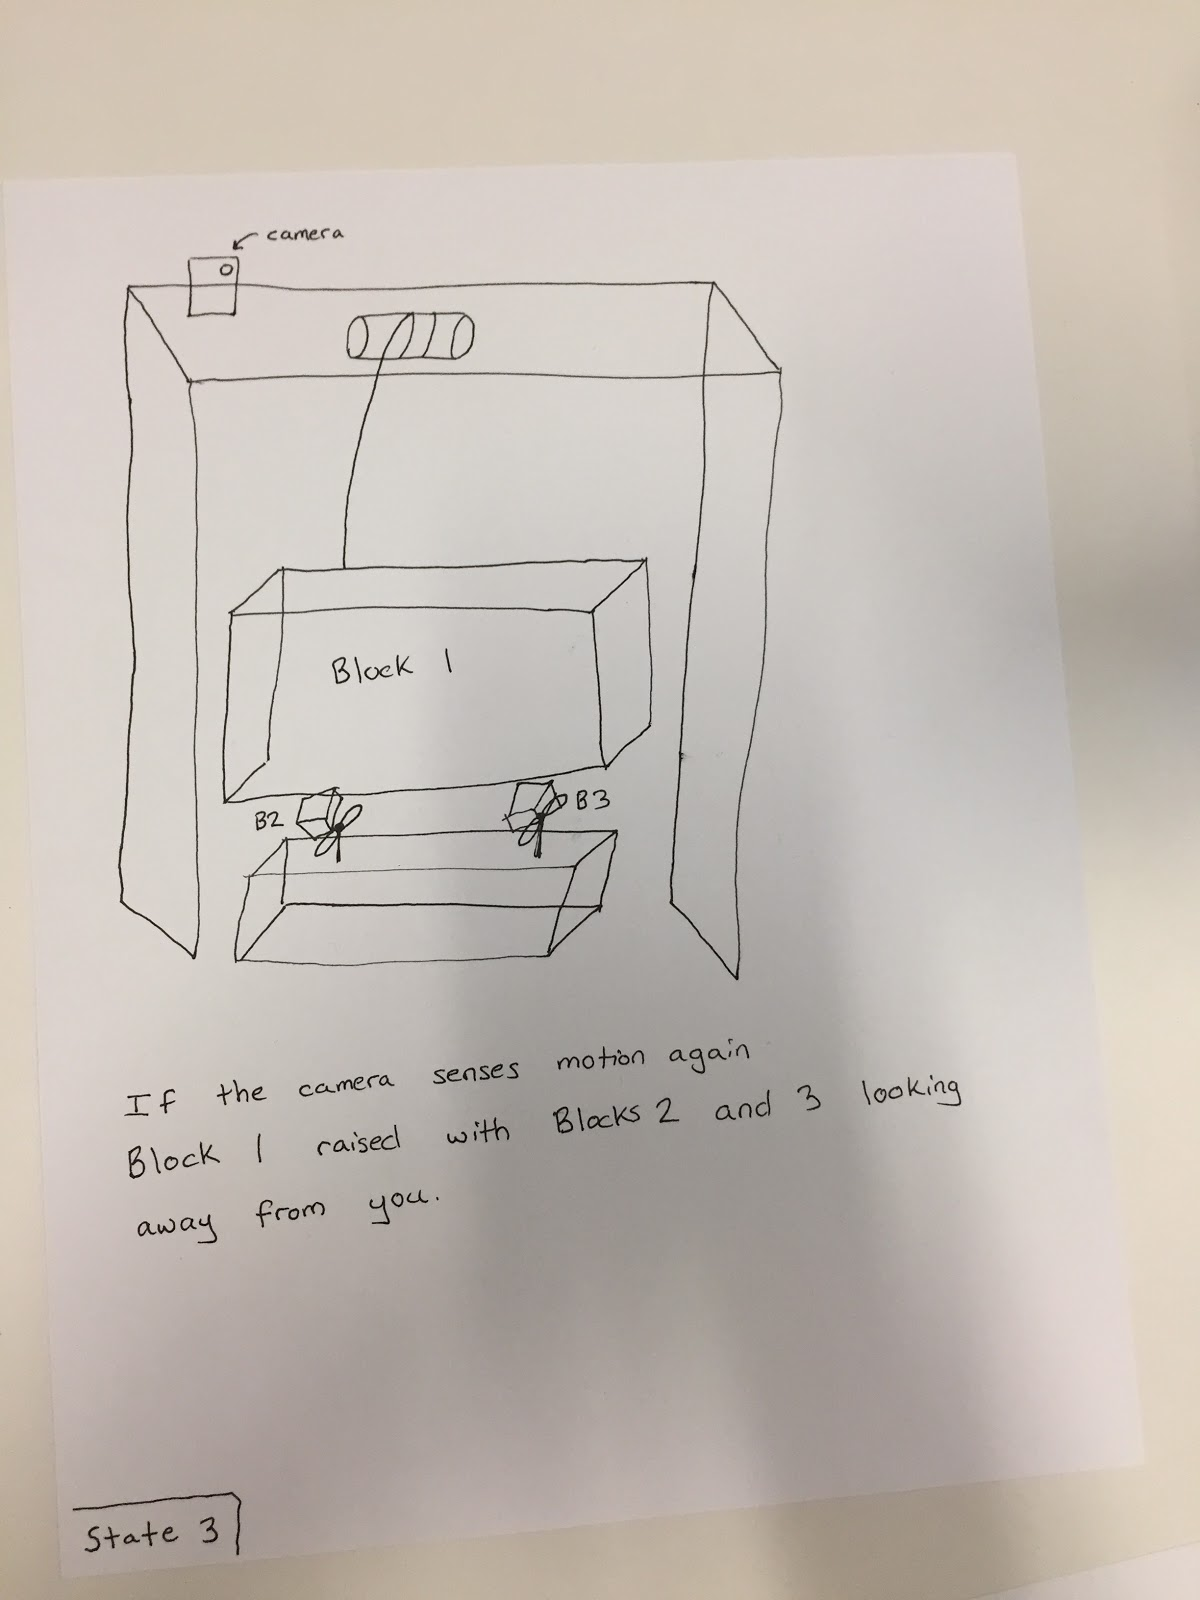 camera
Block 1
B2
B3
If the camera senses motion again
Block 1 raised with Blocks 2 and 3 looking
away from you.
State 3